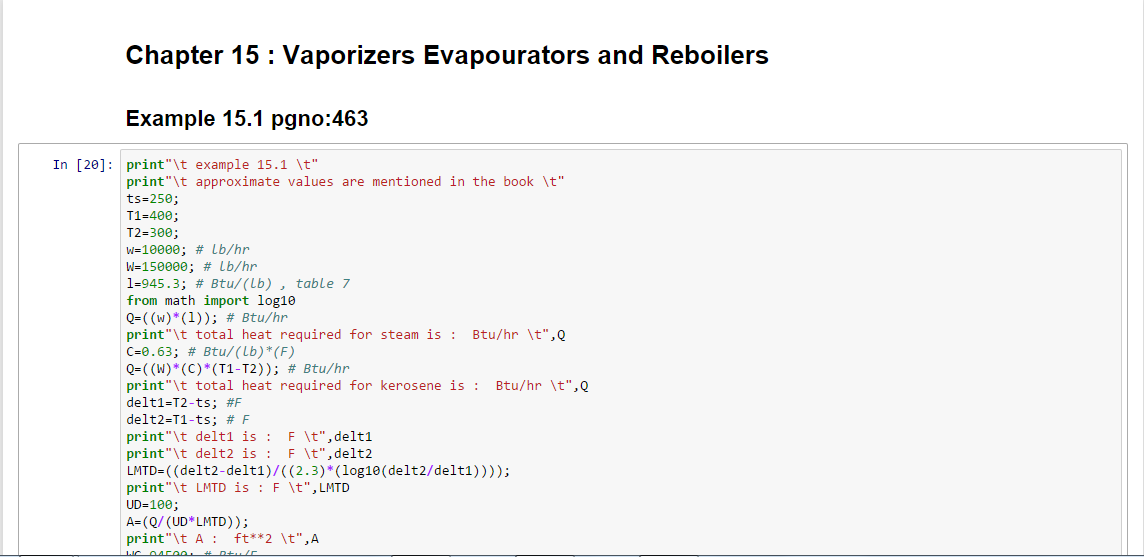 Chapter 15 : Vaporizers Evapourators and Reboilers
Example 15.1 pgno:463
In [20]: print"\t example 15.1 \t"
print"\t approximate values are mentioned in the book \t"
ts=250;
T1=400;
T2=300;
w=10000; # lb/hr
W=150000; # lb/hr
l=945.3; # Btu/(lb) , table 7
from math import log10
Q=((w)*(l)); # Btu/hr
print"\t total heat required for steam is :  Btu/hr \t",Q
C=0.63; # Btu/(lb)*(F)
Q=((W)*(C)*(T1-T2)); # Btu/hr
print"\t total heat required for kerosene is :  Btu/hr \t",Q
delt1=T2-ts; #F
delt2=T1-ts; # F
print"\t delt1 is :  F \t",delt1
print"\t delt2 is :  F \t",delt2
LMTD=((delt2-delt1)/((2.3)*(log10(delt2/delt1))));
print"\t LMTD is : F \t",LMTD
UD=100;
A=(Q/(UD*LMTD));
print"\t A :  ft**2 \t",A